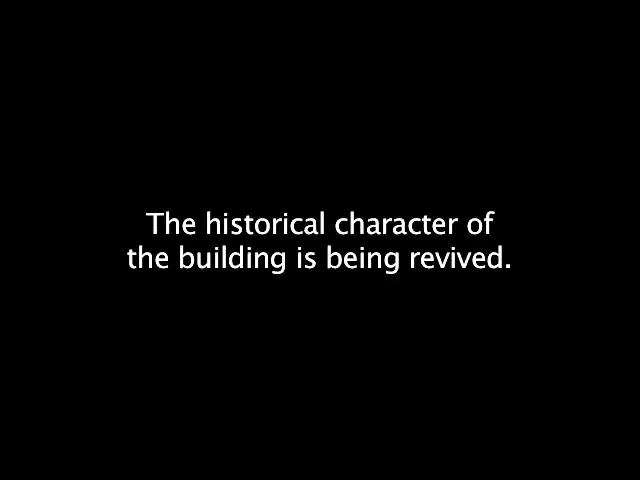 The historical character of
the building is being revived.